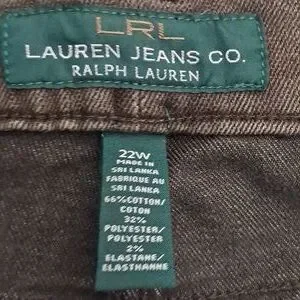 LRL
LAUREN JEANS CO.
RALPH LAUREN
22W
MADE IN
SRI LANKA
FABRIQUE AU
SRI LANKA
66%COTTON/
COTON
32%
POLYESTER/
POLYESTER
2%
ELASTANE/
ELASTHANNE